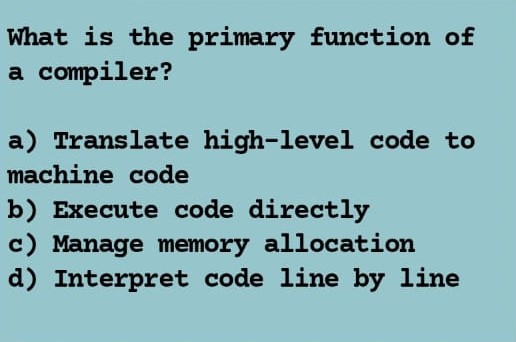 What is the primary function of
a compiler?
a) Translate high-level code to
machine code
b) Execute code directly
c) Manage memory allocation
d) Interpret code line by line